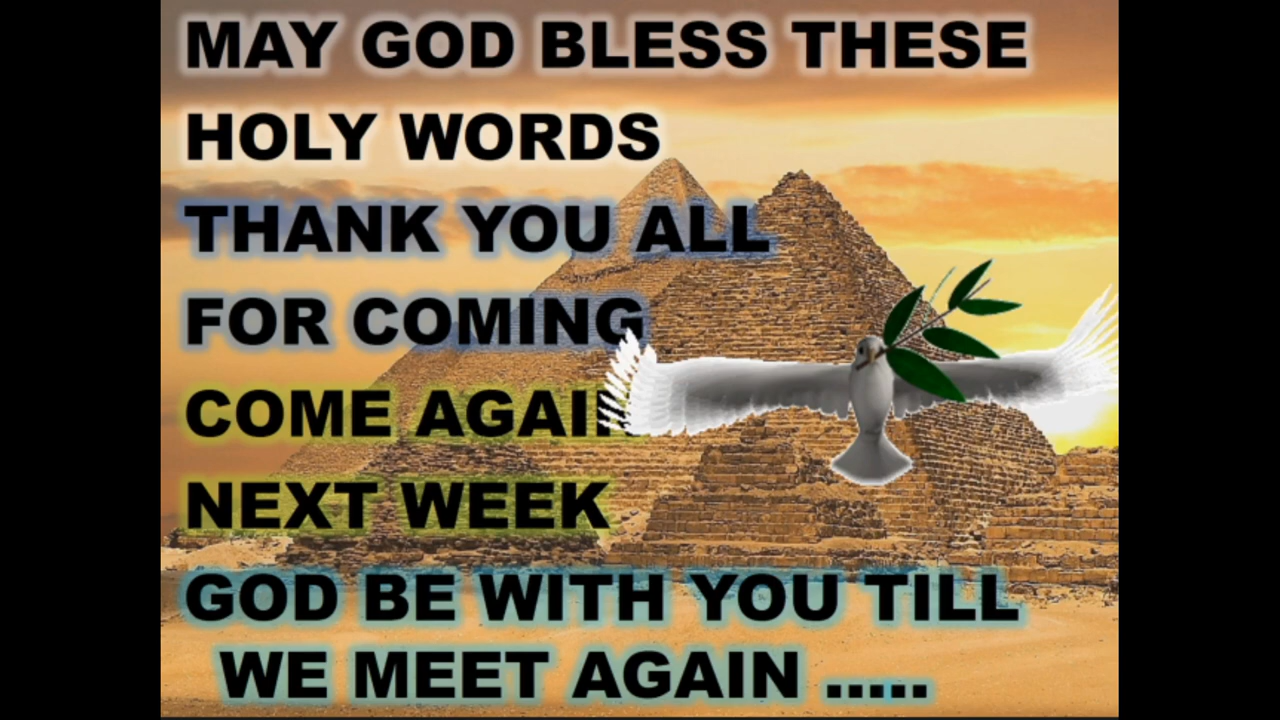 MAY GOD BLESS THESE
HOLY WORDS
THANK YOU ALL
FOR COMING
COME AGAIN
NEXT WEEK
GOD BE WITH YOU TILL
WE MEET AGAIN .....